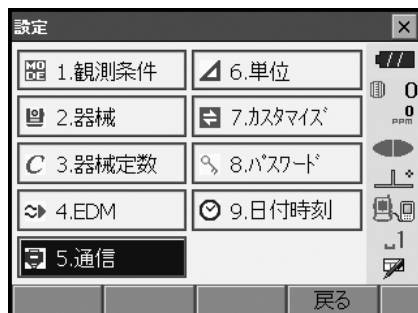 設定
MODE 1.観測条件
2.器械
C 3.器械定数
4.EDM
5.通信
6.単位
7.ｶｽﾀﾏｲｽﾞ
8.ﾊﾟｽﾜｰﾄﾞ
9.日付時刻
0
0
ppm
1
戻る